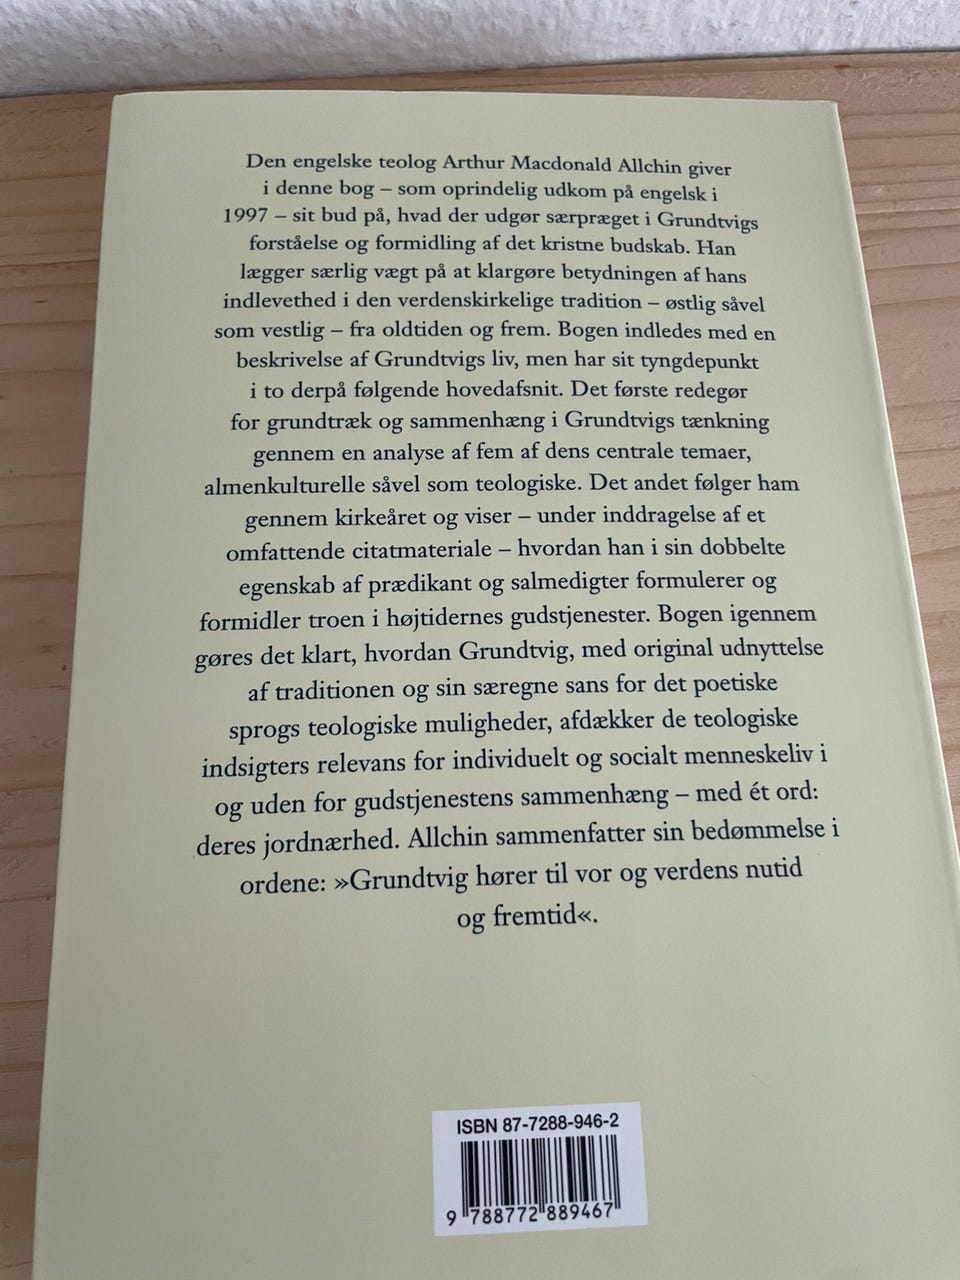 Den engelske teolog Arthur Macdonald Allchin giver
i denne bog – som oprindelig udkom på engelsk i
1997 – sit bud på, hvad der udgør særpræget i Grundtvigs
forståelse og formidling af det kristne budskab. Han
lægger særlig vægt på at klargøre betydningen af hans
indlevethed i den verdenskirkelige tradition – østlig såvel
som vestlig – fra oldtiden og frem. Bogen indledes med en
beskrivelse af Grundtvigs liv, men har sit tyngdepunkt
i to derpå følgende hovedafsnit. Det første redegør
for grundtræk og sammenhæng i Grundtvigs tænkning
gennem en analyse af fem af dens centrale temaer,
almenkulturelle såvel som teologiske. Det andet følger ham
gennem kirkeåret og viser – under inddragelse af et
omfattende citatmateriale – hvordan han i sin dobbelte
egenskab af prædikant og salmedigter formulerer og
formidler troen i højtidernes gudstjenester. Bogen igennem
gøres det klart, hvordan Grundtvig, med original udnyttelse
af traditionen og sin særegne sans for det poetiske
sprogs teologiske muligheder, afdækker de teologiske
indsigters relevans for individuelt og socialt menneskeliv i
og uden for gudstjenestens sammenhæng – med ét ord:
deres jordnærhed. Allchin sammenfatter sin bedømmelse i
ordene: »Grundtvig hører til vor og verdens nutid
og fremtid«.
ISBN 87-7288-946-2
9 788772 889467